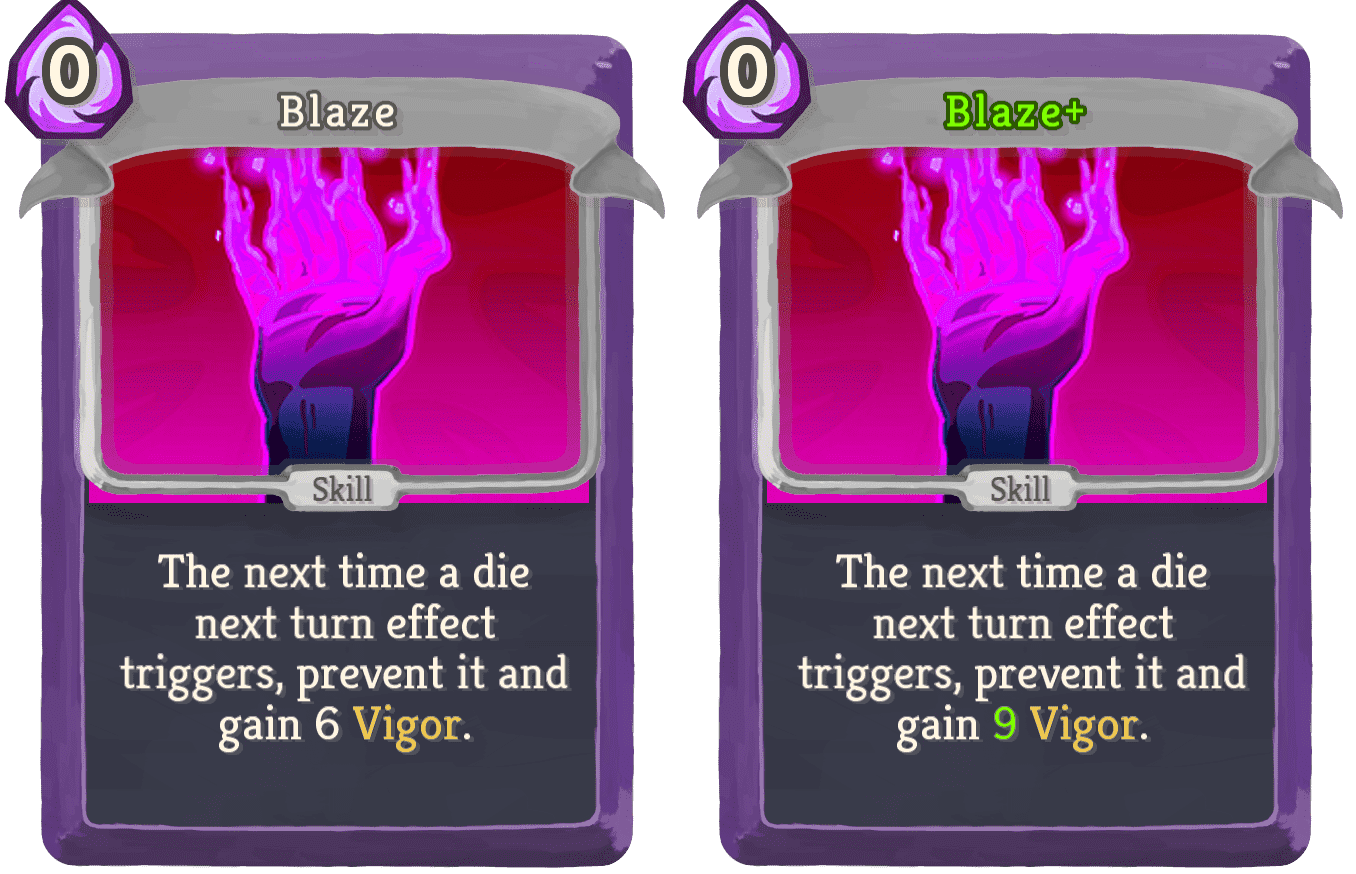 0
Blaze
Skill
The next time a die
next turn effect
triggers, prevent it and
gain 6 Vigor.
0
Blaze+
Skill
The next time a die
next turn effect
triggers, prevent it and
gain 9 Vigor.